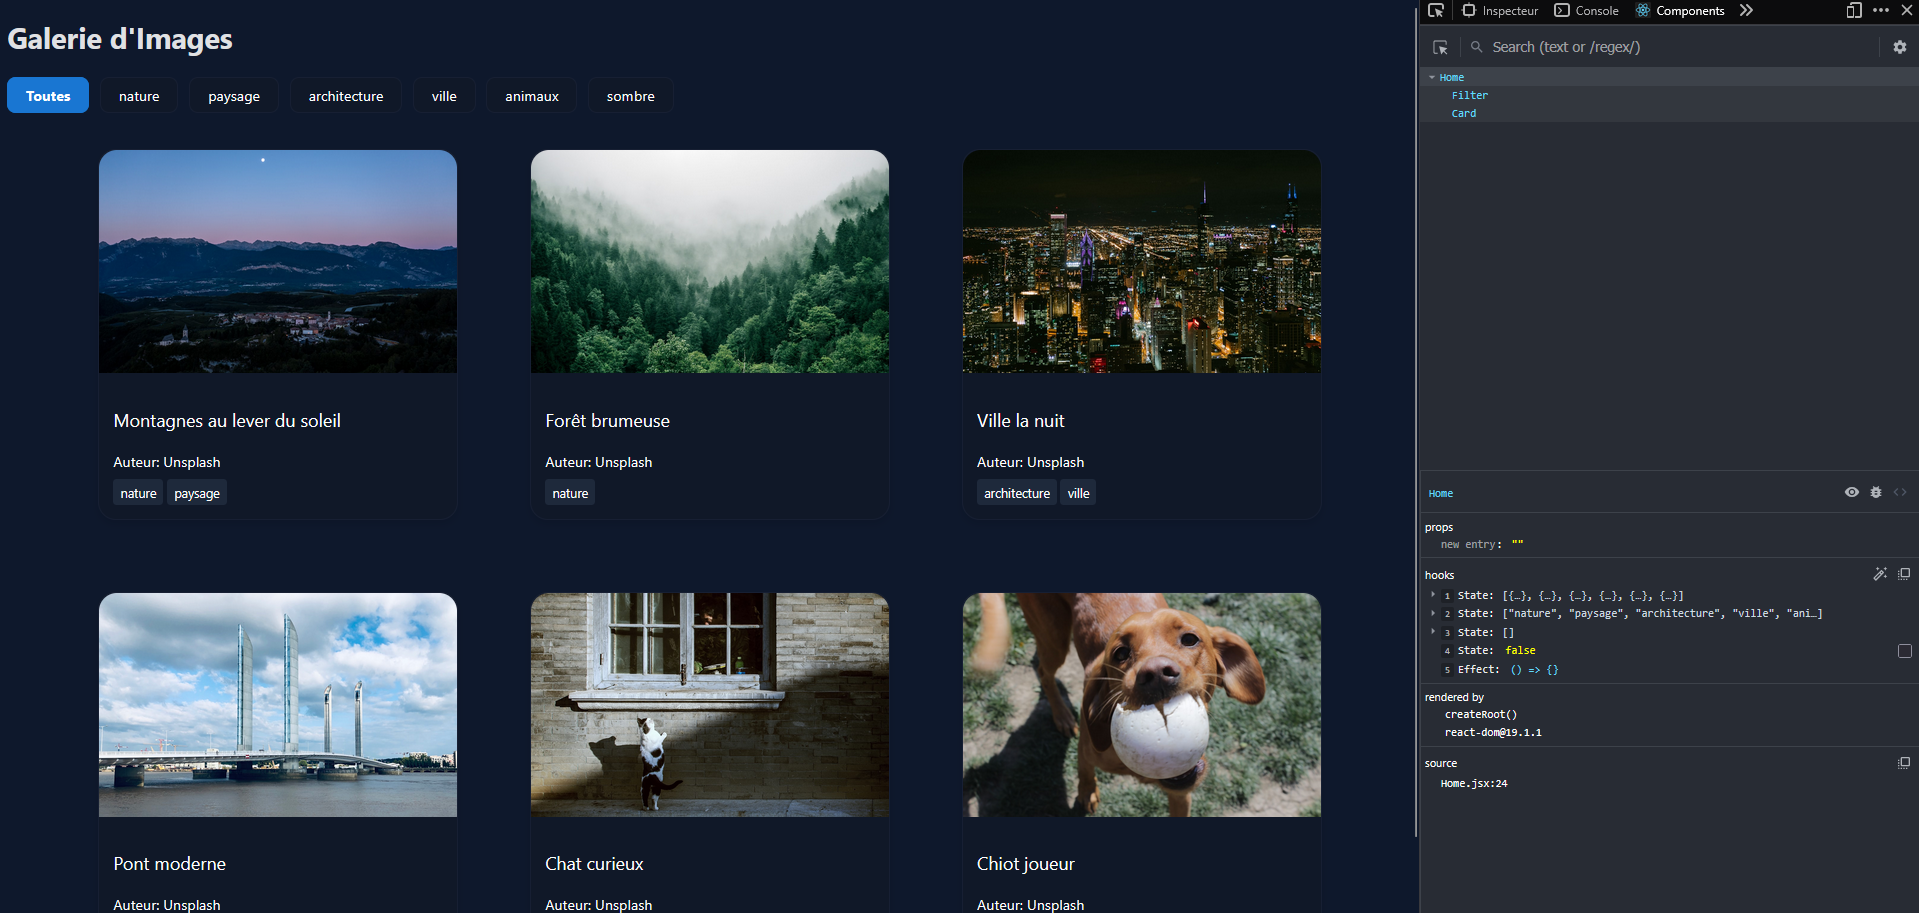 Galerie d'Images
Toutes nature paysage architecture ville animaux sombre
Montagnes au lever du soleil
Auteur: Unsplash
nature paysage
Forêt brumeuse
Auteur: Unsplash
nature
Ville la nuit
Auteur: Unsplash
architecture ville
Pont moderne
Auteur: Unsplash
Chat curieux
Auteur: Unsplash
Chiot joueur
Auteur: Unsplash
Inspecteur Console Components
Search (text or /regex/)
Home
Filter
Card
Home
props
new entry: ""
hooks
1 State: [{…}, {…}, {…}, {…}, {…}, {…}]
2 State: ["nature", "paysage", "architecture", "ville", "ani…]
3 State: []
4 State: false
5 Effect: () => {}
rendered by
createRoot()
react-dom@19.1.1
source
Home.jsx:24